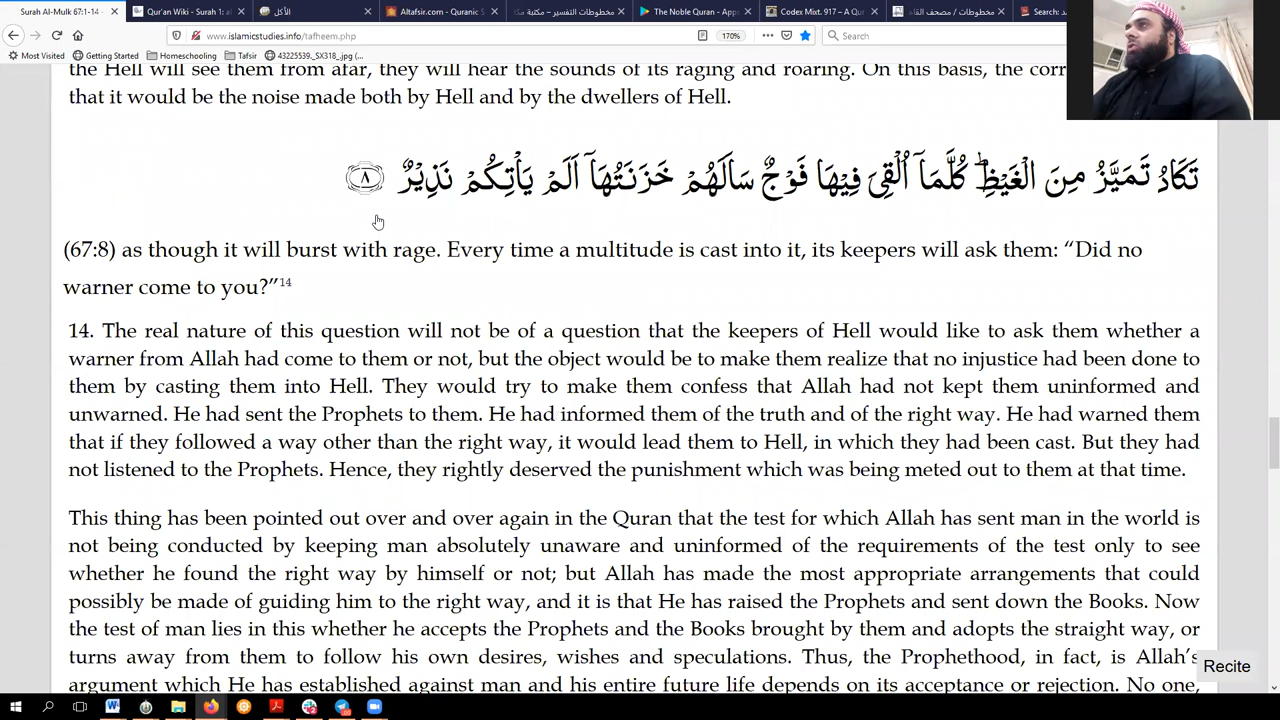 Surah Al-Mulk 67:1-14
Qur'an Wiki - Surah 1: al
الأكل
Altafsir.com - Quranic S
مخطوطات التفسير – مكتبة
The Noble Quran - Apps
Codex Mixt. 917 – A Qur
مخطوطات / مصحف
Search:
www.islamicstudies.info/tafheem.php
170%
Search
Most Visited
Getting Started
Homeschooling
Tafsir
43225539._SX318_.jpg (...
the Hell will see them from afar, they will hear the sounds of its raging and roaring. On this basis, the
that it would be the noise made both by Hell and by the dwellers of Hell.
تَكَادُ تَمَيَّزُ مِنَ الْغَيْظِؕ كُلَّمَاۤ اُلْقِىَ فِيْهَا فَوْجٌ سَاَلَهُمْ خَزَنَتُهَاۤ اَلَمْ يَاْتِكُمْ نَذِيْرٌ ﴿۸﴾
(67:8) as though it will burst with rage. Every time a multitude is cast into it, its keepers will ask them: “Did no
warner come to you?”14
14. The real nature of this question will not be of a question that the keepers of Hell would like to ask them whether a
warner from Allah had come to them or not, but the object would be to make them realize that no injustice had been done to
them by casting them into Hell. They would try to make them confess that Allah had not kept them uninformed and
unwarned. He had sent the Prophets to them. He had informed them of the truth and of the right way. He had warned them
that if they followed a way other than the right way, it would lead them to Hell, in which they had been cast. But they had
not listened to the Prophets. Hence, they rightly deserved the punishment which was being meted out to them at that time.
This thing has been pointed out over and over again in the Quran that the test for which Allah has sent man in the world is
not being conducted by keeping man absolutely unaware and uninformed of the requirements of the test only to see
whether he found the right way by himself or not; but Allah has made the most appropriate arrangements that could
possibly be made of guiding him to the right way, and it is that He has raised the Prophets and sent down the Books. Now
the test of man lies in this whether he accepts the Prophets and the Books brought by them and adopts the straight way, or
turns away from them to follow his own desires, wishes and speculations. Thus, the Prophethood, in fact, is Allah’s
argument which He has established against man and his entire future life depends on its acceptance or rejection. No one,
Recite